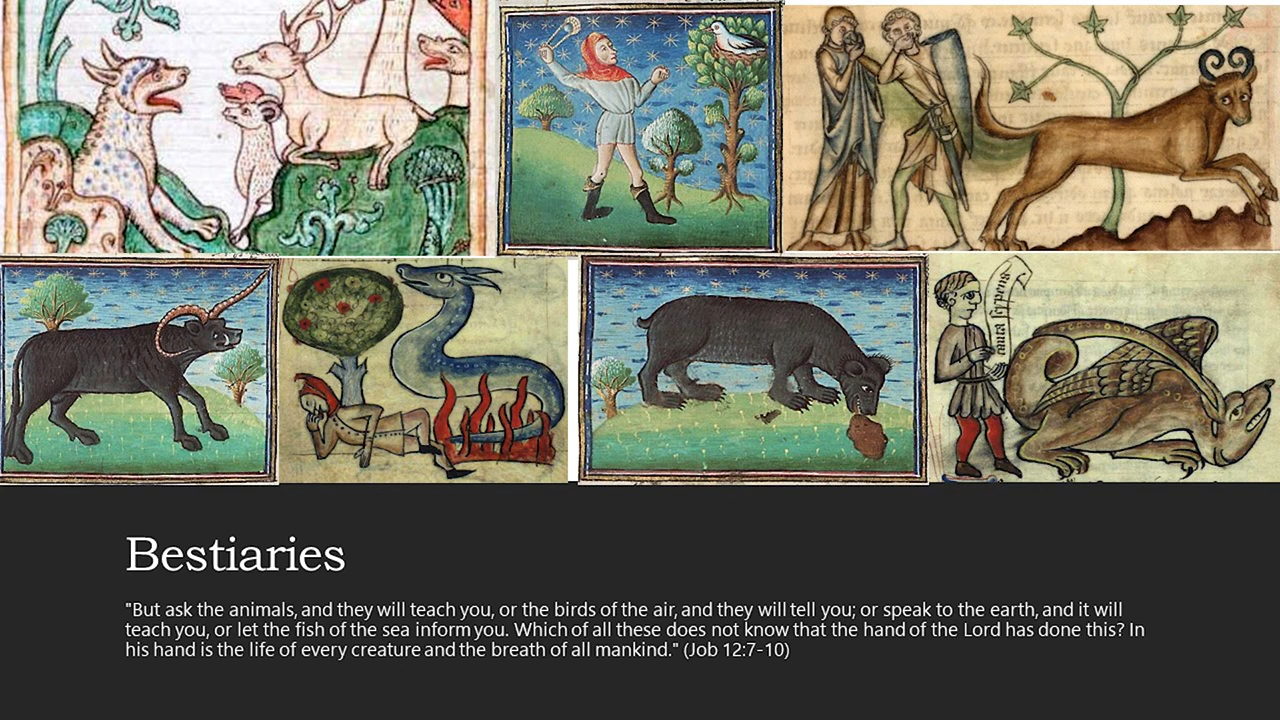 cauta serpens
Bestiaries
"But ask the animals, and they will teach you, or the birds of the air, and they will tell you; or speak to the earth, and it will
teach you, or let the fish of the sea inform you. Which of all these does not know that the hand of the Lord has done this? In
his hand is the life of every creature and the breath of all mankind." (Job 12:7-10)